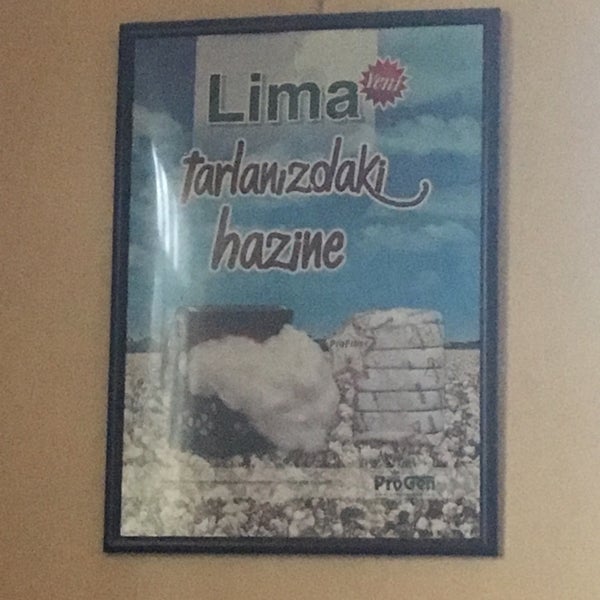 Lima
Yeni
tarlanızdaki
hazine
ProGen